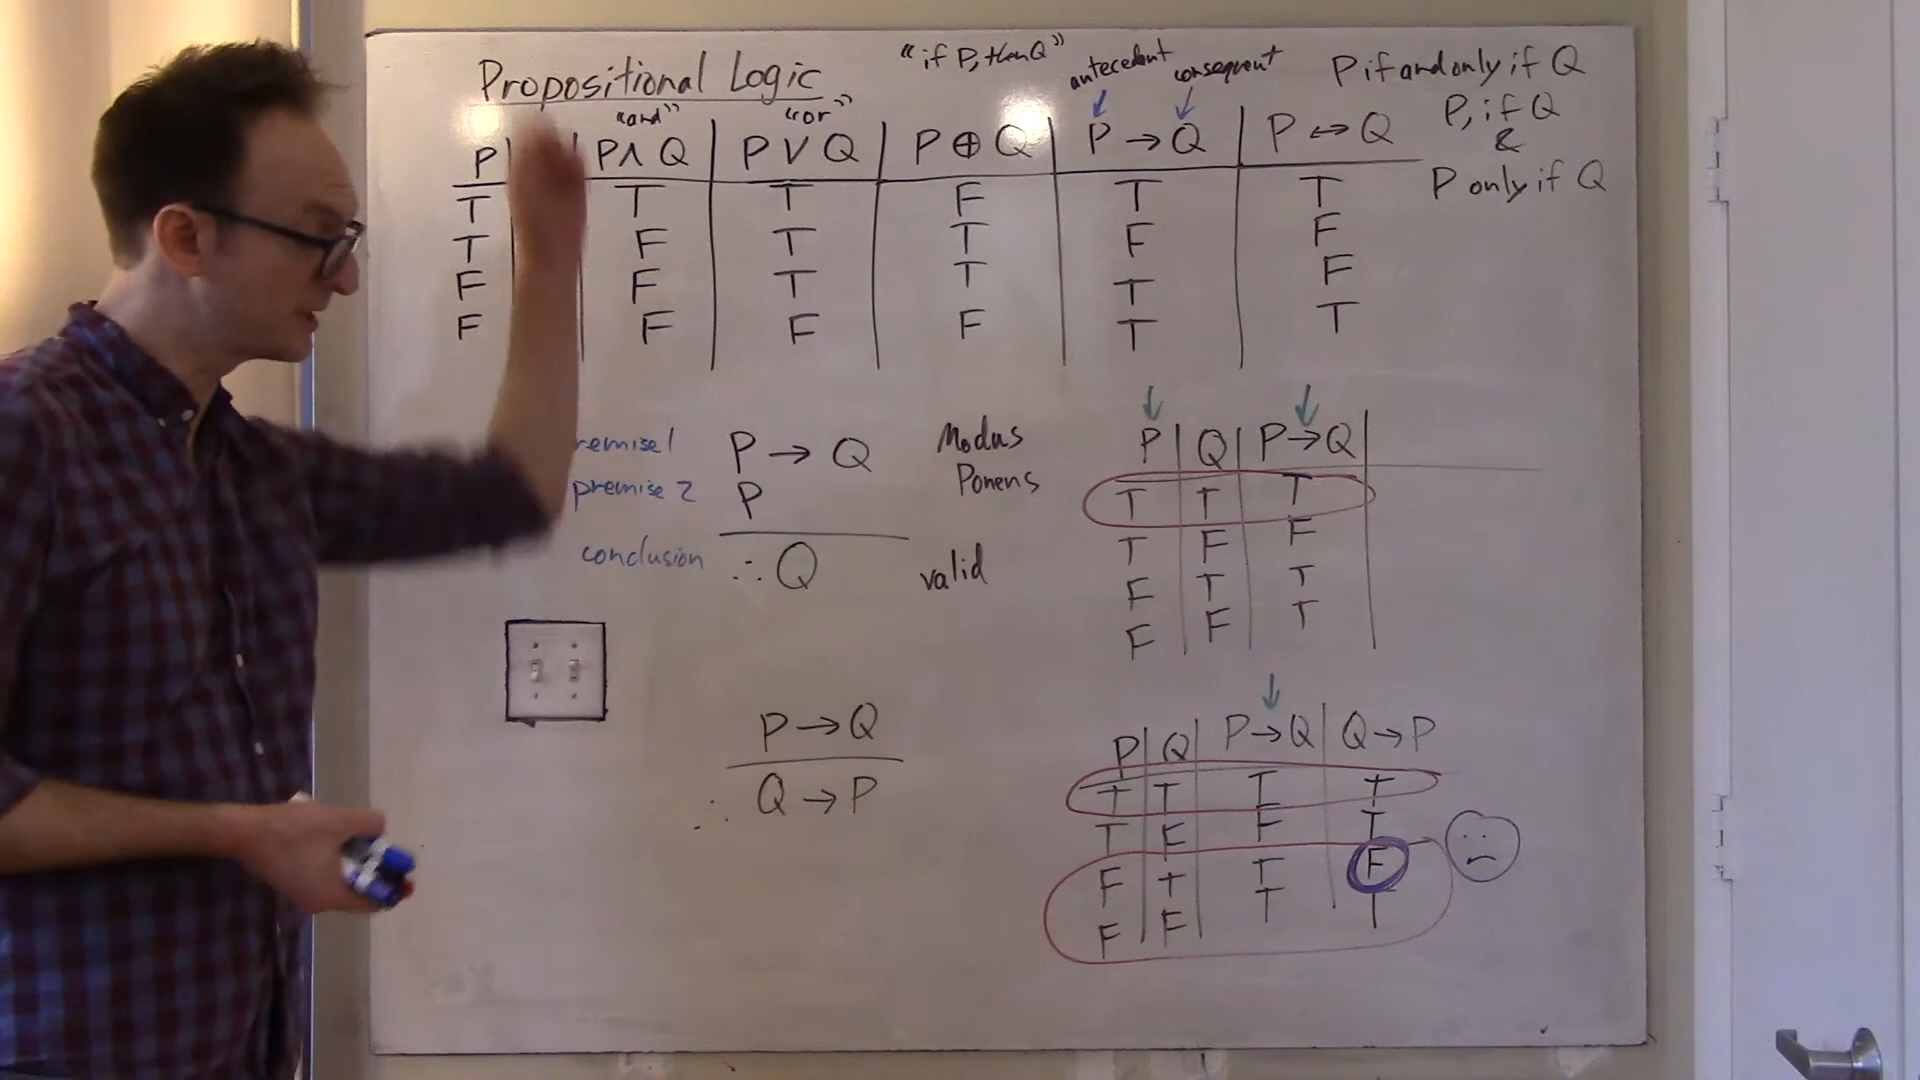 Propositional Logic
"if P, then Q"
antecedent
consequent
P if and only if Q
"and"
"or"
P, if Q
&
P only if Q
P P∧Q P∨Q P⊕Q P→Q P↔Q
T T T F T T
T F T T F F
F F T T T F
F F F F T T
remise 1 P→Q
premise 2 P
conclusion ∴ Q
Modus
Ponens
valid
P Q P→Q
T T T
T F F
F T T
F F T
P→Q
∴ Q→P
P Q P→Q Q→P
T T T T
T F F T
F T T F
F F T T